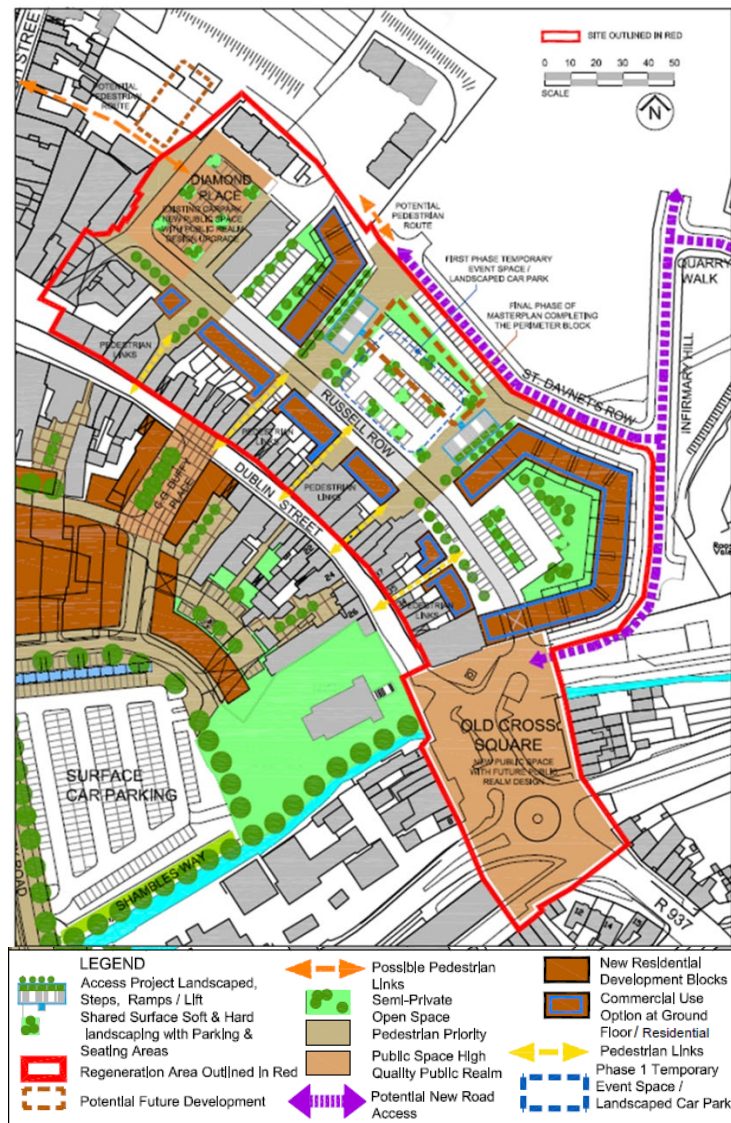 SITE OUTLINED IN RED
0 10 20 30 40 50
SCALE
N
STREET
POTENTIAL
PEDESTRIAN
ROUTE
DIAMOND
PLACE
EXISTING CARPARK,
NEW PUBLIC SPACE
WITH PUBLIC REALM
DESIGN UPGRADE
POTENTIAL
PEDESTRIAN
ROUTE
FIRST PHASE TEMPORARY
EVENT SPACE /
LANDSCAPED CAR PARK
FINAL PHASE OF
MASTERPLAN COMPLETING
THE PERIMETER BLOCK
QUARRY
WALK
ST. DAVNET'S ROW
INFIRMARY HILL
PEDESTRIAN
LINKS
RUSSELL ROW
PEDESTRIAN
LINKS
DUBLIN STREET
PEDESTRIAN
LINKS
C.G. DUFFY
PLACE
PEDESTRIAN
LINKS
24
26
OLD CROSS
SQUARE
NEW PUBLIC SPACE
WITH FUTURE PUBLIC
REALM DESIGN
SURFACE
CAR PARKING
SHAMBLES WAY
ROAD
R 937
12
14
15
LEGEND
Access Project Landscaped,
Steps, Ramps / Lift
Shared Surface Soft & Hard
landscaping with Parking &
Seating Areas
Regeneration Area Outlined in Red
Potential Future Development
Possible Pedestrian
Links
Semi-Private
Open Space
Pedestrian Priority
Public Space High
Quality Public Realm
Potential New Road
Access
New Residential
Development Blocks
Commercial Use
Option at Ground
Floor / Residential
Pedestrian Links
Phase 1 Temporary
Event Space /
Landscaped Car Park